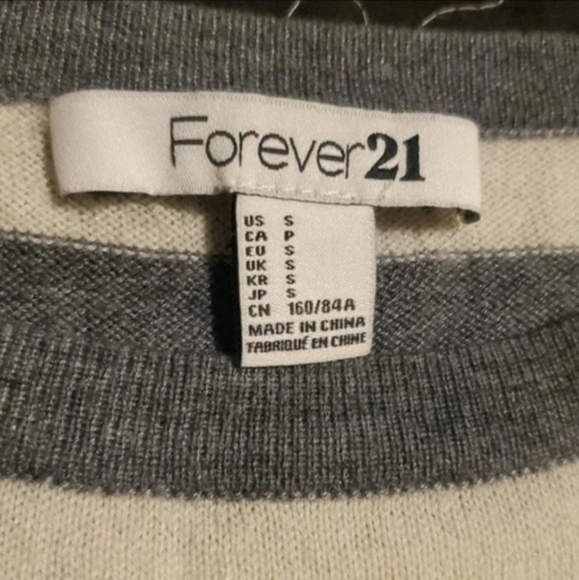 Forever21
US S
CA P
EU S
UK S
KR S
JP S
CN 160/84A
MADE IN CHINA
FABRIQUÉ EN CHINE